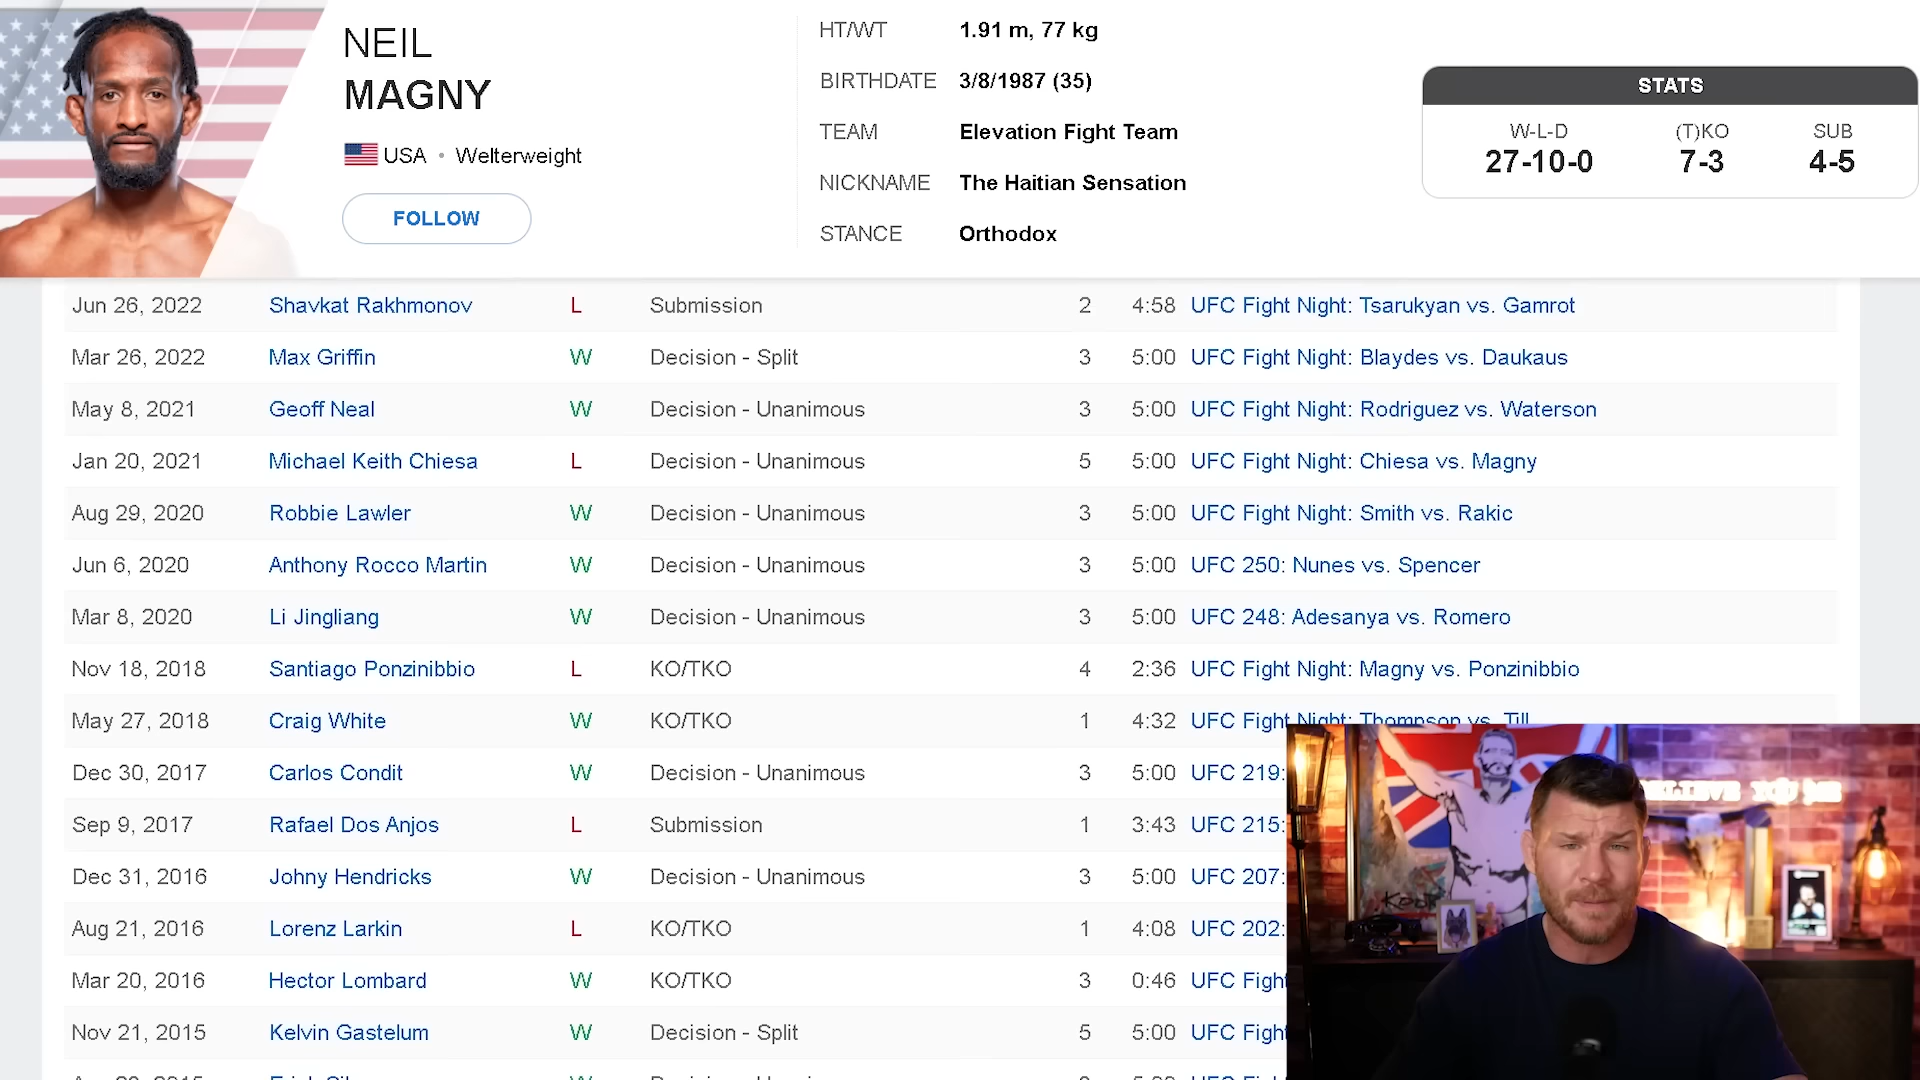 NEIL
MAGNY
USA • Welterweight
FOLLOW
HT/WT 1.91 m, 77 kg
BIRTHDATE 3/8/1987 (35)
TEAM Elevation Fight Team
NICKNAME The Haitian Sensation
STANCE Orthodox
STATS
W-L-D (T)KO SUB
27-10-0 7-3 4-5
Jun 26, 2022 Shavkat Rakhmonov L Submission 2 4:58 UFC Fight Night: Tsarukyan vs. Gamrot
Mar 26, 2022 Max Griffin W Decision - Split 3 5:00 UFC Fight Night: Blaydes vs. Daukaus
May 8, 2021 Geoff Neal W Decision - Unanimous 3 5:00 UFC Fight Night: Rodriguez vs. Waterson
Jan 20, 2021 Michael Keith Chiesa L Decision - Unanimous 5 5:00 UFC Fight Night: Chiesa vs. Magny
Aug 29, 2020 Robbie Lawler W Decision - Unanimous 3 5:00 UFC Fight Night: Smith vs. Rakic
Jun 6, 2020 Anthony Rocco Martin W Decision - Unanimous 3 5:00 UFC 250: Nunes vs. Spencer
Mar 8, 2020 Li Jingliang W Decision - Unanimous 3 5:00 UFC 248: Adesanya vs. Romero
Nov 18, 2018 Santiago Ponzinibbio L KO/TKO 4 2:36 UFC Fight Night: Magny vs. Ponzinibbio
May 27, 2018 Craig White W KO/TKO 1 4:32 UFC Fight Night: Thompson vs. Till
Dec 30, 2017 Carlos Condit W Decision - Unanimous 3 5:00 UFC 219:
Sep 9, 2017 Rafael Dos Anjos L Submission 1 3:43 UFC 215:
Dec 31, 2016 Johny Hendricks W Decision - Unanimous 3 5:00 UFC 207:
Aug 21, 2016 Lorenz Larkin L KO/TKO 1 4:08 UFC 202:
Mar 20, 2016 Hector Lombard W KO/TKO 3 0:46 UFC Fight
Nov 21, 2015 Kelvin Gastelum W Decision - Split 5 5:00 UFC Fight
BELIEVE YOU ME